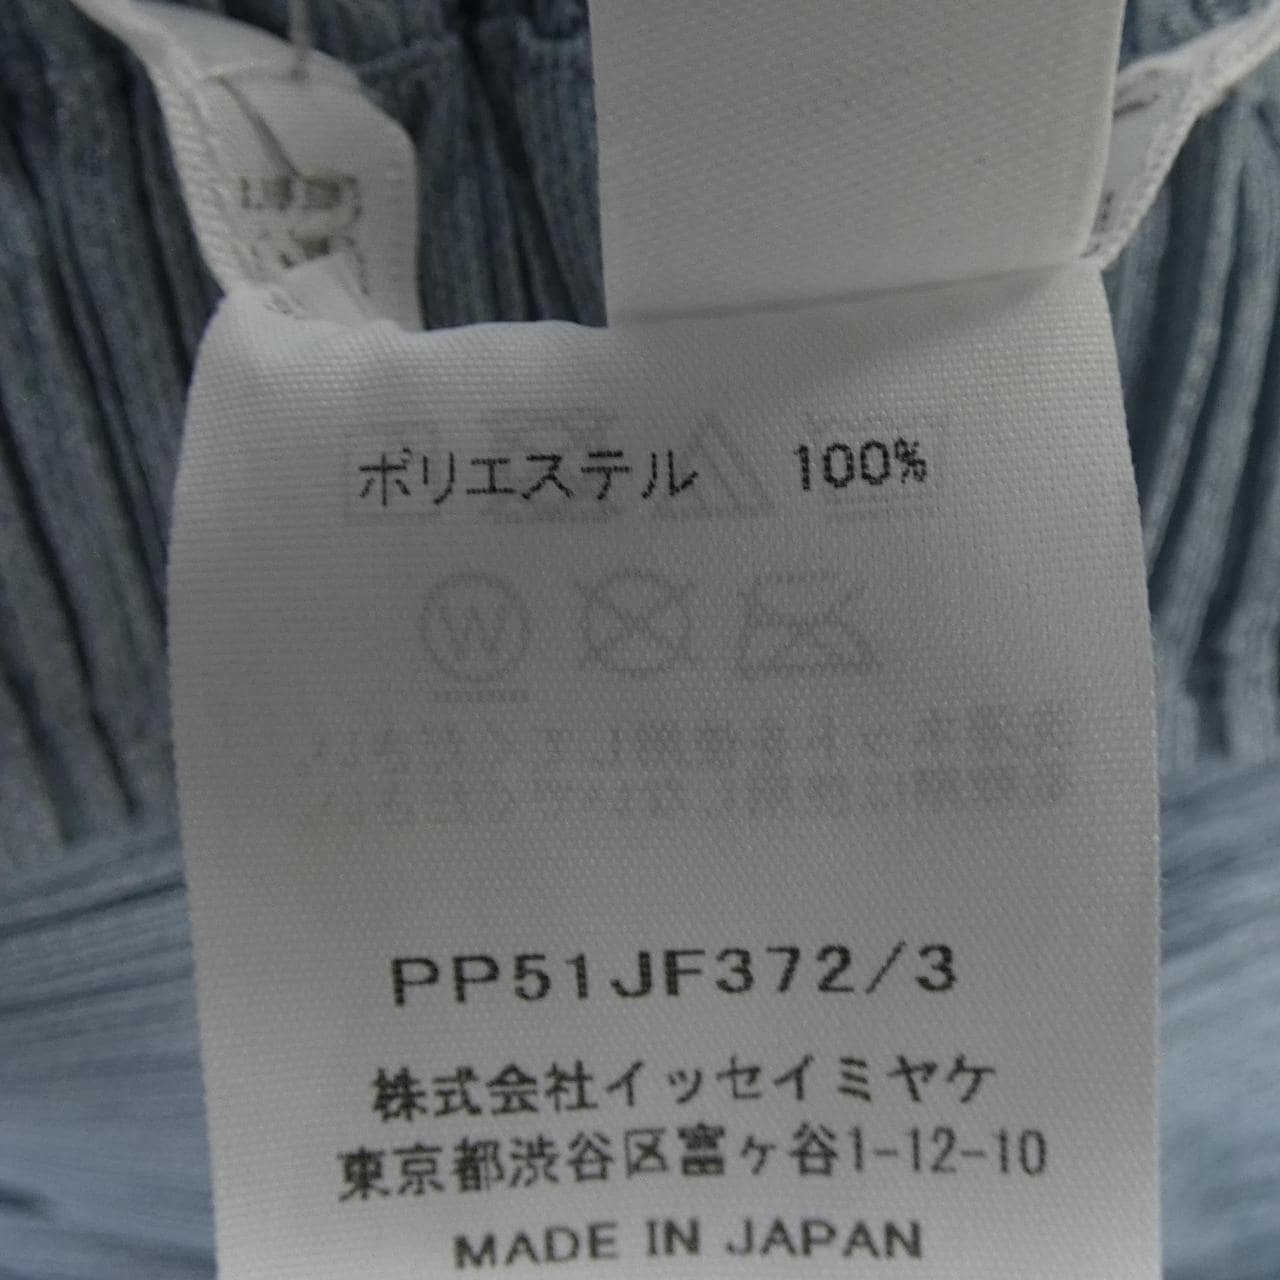 ポリエステル 100%
PP51JF372/3
株式会社イッセイミヤケ
東京都渋谷区富ヶ谷1-12-10
MADE IN JAPAN